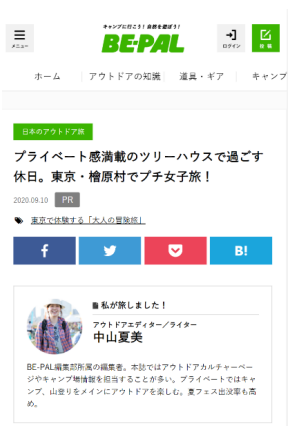 キャンプに行こう！自然を遊ぼう！
メニュー
BE-PAL
ログイン
投稿
ホーム アウトドアの知識 道具・ギア キャンプ
日本のアウトドア旅
プライベート感満載のツリーハウスで過ごす
休日。東京・檜原村でプチ女子旅！
2020.09.10 PR
東京で体験する「大人の冒険旅」
f B!
私が旅しました！
アウトドアエディター／ライター
中山夏美
BE-PAL編集部所属の編集者。本誌ではアウトドアカルチャーペー
ジやキャンプ場情報を担当することが多い。プライベートではキャ
ンプ、山登りをメインにアウトドアを楽しむ。夏フェス出没率も高
め。